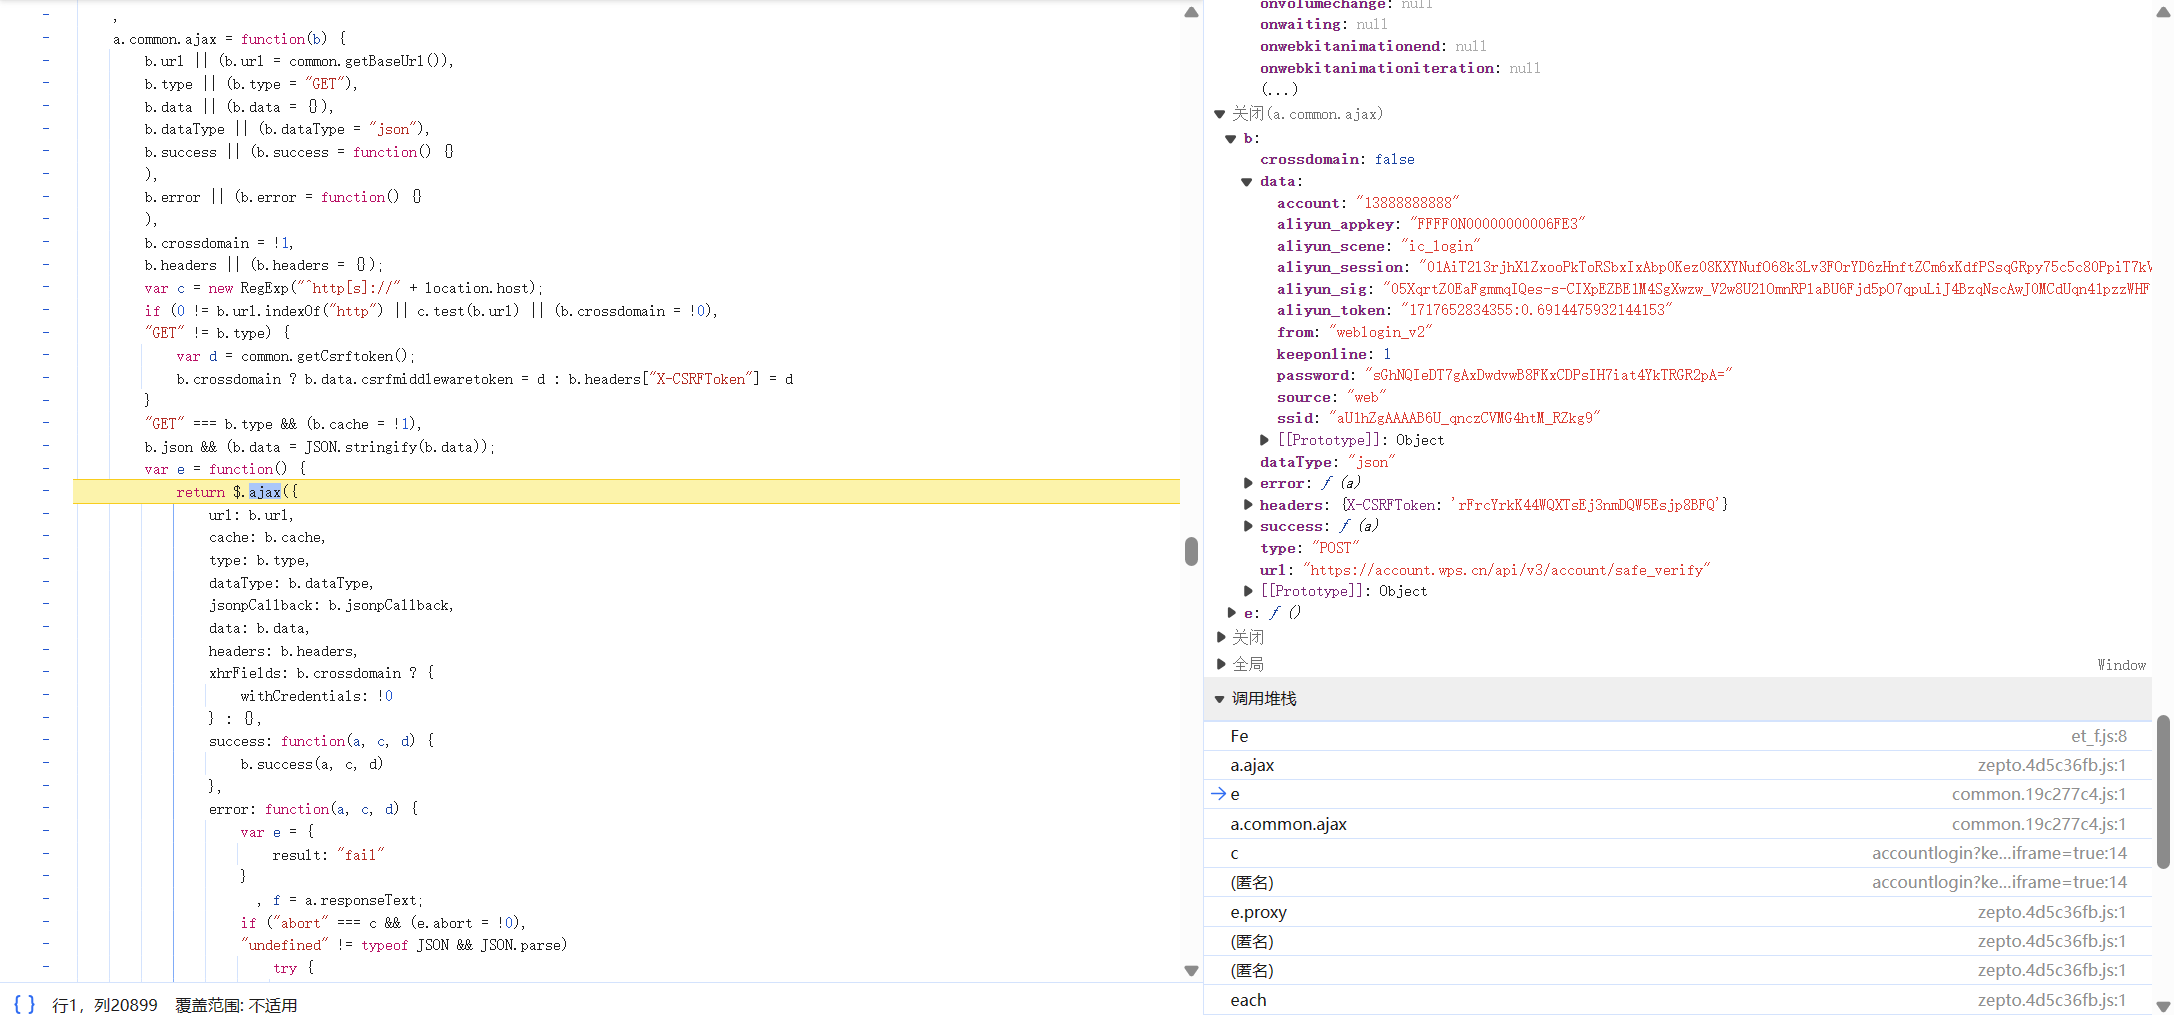 ,
a.common.ajax = function(b) {
b.url || (b.url = common.getBaseUrl()),
b.type || (b.type = "GET"),
b.data || (b.data = {}),
b.dataType || (b.dataType = "json"),
b.success || (b.success = function() {}
),
b.error || (b.error = function() {}
),
b.crossdomain = !1,
b.headers || (b.headers = {});
var c = new RegExp("^http[s]://" + location.host);
if (0 != b.url.indexOf("http") || c.test(b.url) || (b.crossdomain = !0),
"GET" != b.type) {
var d = common.getCsrftoken();
b.crossdomain ? b.data.csrfmiddlewaretoken = d : b.headers["X-CSRFToken"] = d
}
"GET" === b.type && (b.cache = !1),
b.json && (b.data = JSON.stringify(b.data));
var e = function() {
return $.ajax({
url: b.url,
cache: b.cache,
type: b.type,
dataType: b.dataType,
jsonpCallback: b.jsonpCallback,
data: b.data,
headers: b.headers,
xhrFields: b.crossdomain ? {
withCredentials: !0
} : {},
success: function(a, c, d) {
b.success(a, c, d)
},
error: function(a, c, d) {
var e = {
result: "fail"
}
, f = a.responseText;
if ("abort" === c && (e.abort = !0),
"undefined" != typeof JSON && JSON.parse)
try {
{ } 行1，列20899 覆盖范围: 不适用
onvolumechange: null
onwaiting: null
onwebkitanimationend: null
onwebkitanimationiteration: null
(...)
关闭(a.common.ajax)
b:
crossdomain: false
data:
account: "13888888888"
aliyun_appkey: "FFFF0N00000000006FE3"
aliyun_scene: "ic_login"
aliyun_session:
aliyun_sig:
aliyun_token: "1717652834355:0.6914475932144153"
from: "weblogin_v2"
keeponline: 1
password: "sGhNQIeDT7gAxDwdvwB8FKxCDPsIH7iat4YkTRGR2pA="
source: "web"
ssid: "aU1hZgAAAAB6U_qnczCVMG4htM_RZkg9"
[[Prototype]]: Object
dataType: "json"
error: ƒ (a)
headers: {X-CSRFToken: 'rFrcYrkK44WQXTsEj3nmDQW5Esjp8BFQ'}
success: ƒ (a)
type: "POST"
url: "https://account.wps.cn/api/v3/account/safe_verify"
[[Prototype]]: Object
e: ƒ ()
关闭
全局 Window
调用堆栈
Fe et_f.js:8
a.ajax zepto.4d5c36fb.js:1
e common.19c277c4.js:1
a.common.ajax common.19c277c4.js:1
c accountlogin?ke...iframe=true:14
(匿名) accountlogin?ke...iframe=true:14
e.proxy zepto.4d5c36fb.js:1
(匿名) zepto.4d5c36fb.js:1
(匿名) zepto.4d5c36fb.js:1
each zepto.4d5c36fb.js:1